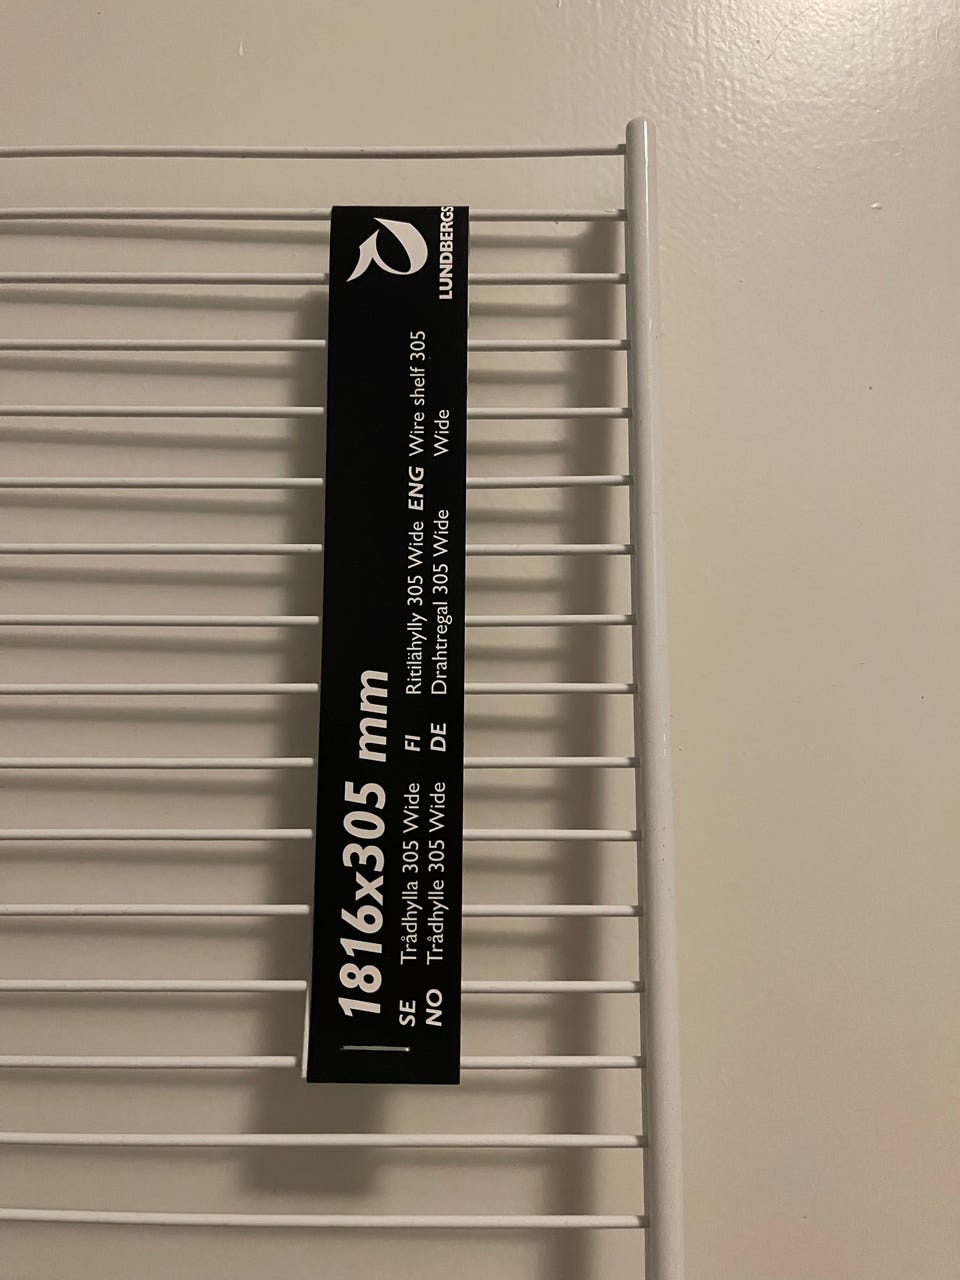 LUNDBERGS
1816x305 mm
SE Trådhylla 305 Wide FI Ritilähylly 305 Wide ENG Wire shelf 305 Wide
NO Trådhylle 305 Wide DE Drahtregal 305 Wide